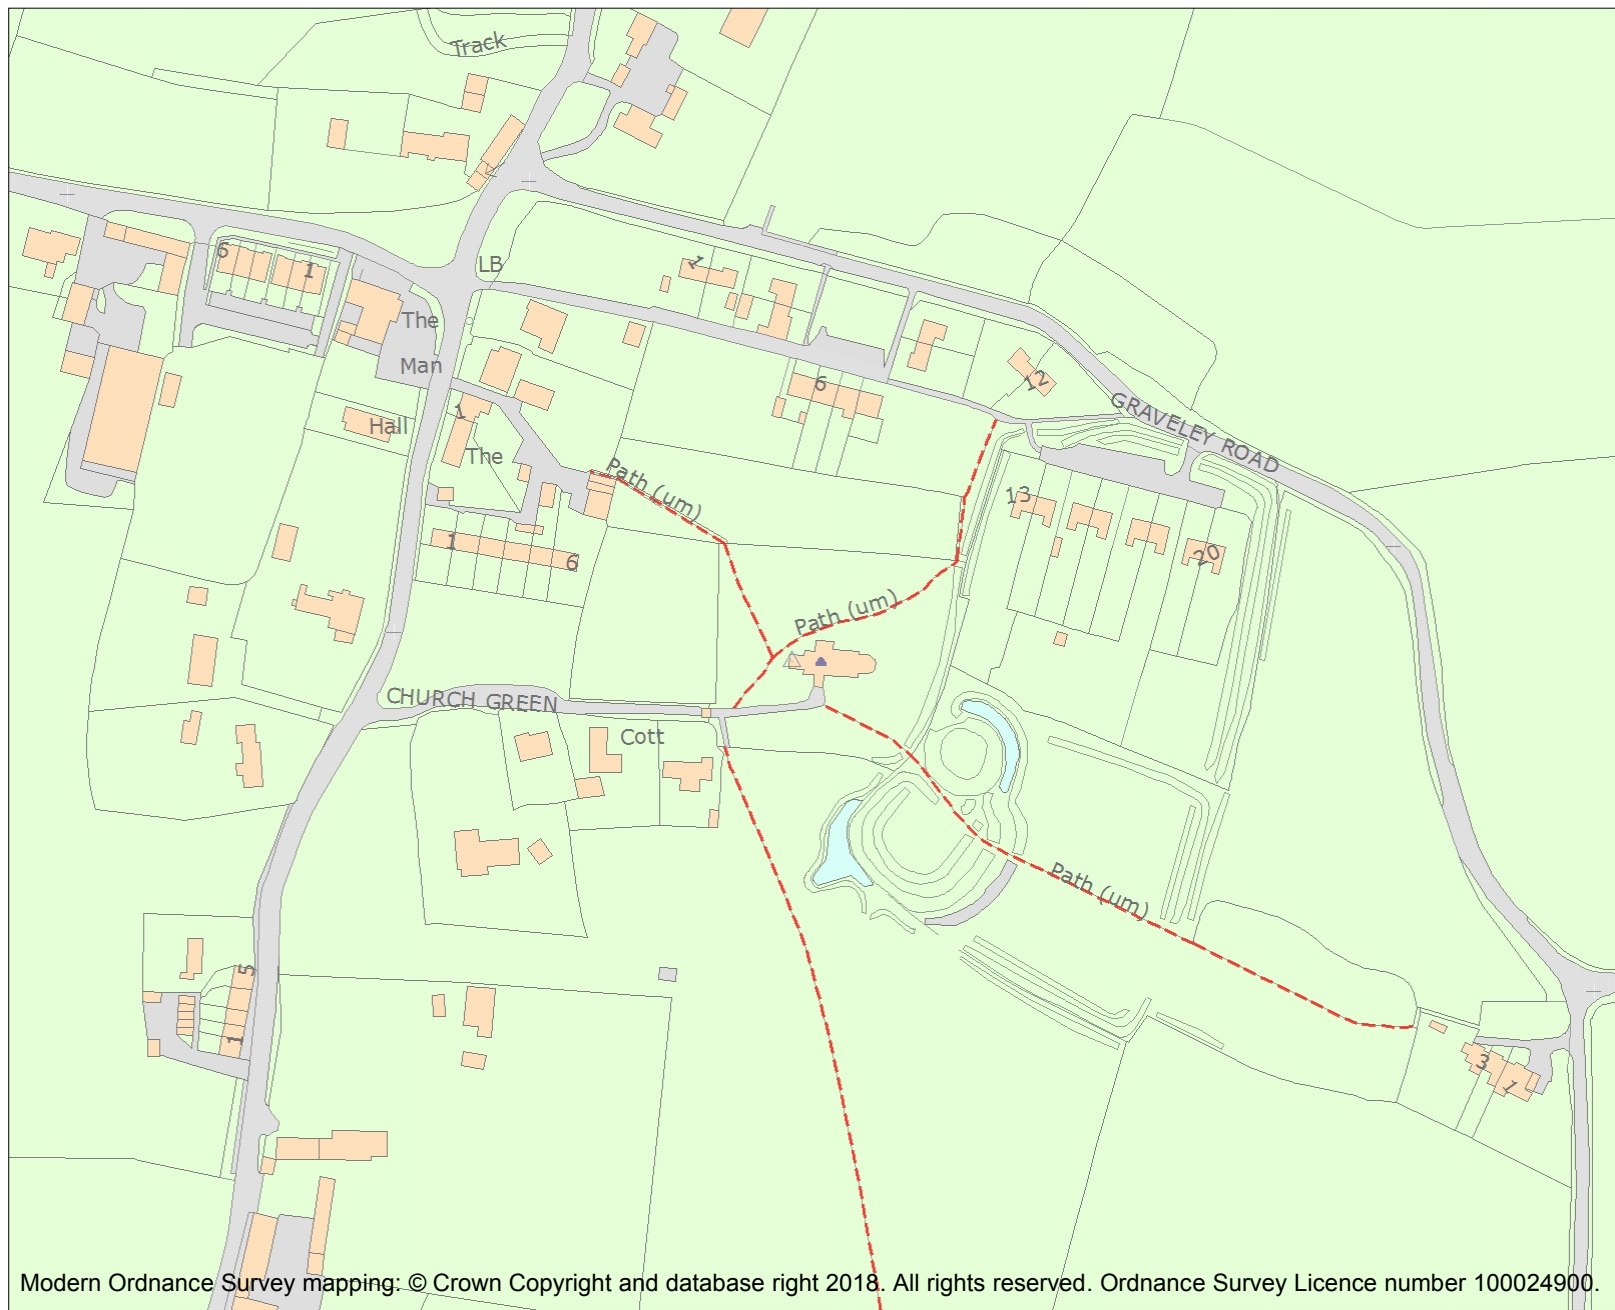 Track
6
1
LB
1
The
Man
6
12
GRAVELEY ROAD
1
Hall
The
Path (um)
13
1
6
20
Path (um)
CHURCH GREEN
Cott
Path (um)
5
1
3
1
Modern Ordnance Survey mapping: © Crown Copyright and database right 2018. All rights reserved. Ordnance Survey Licence number 100024900.